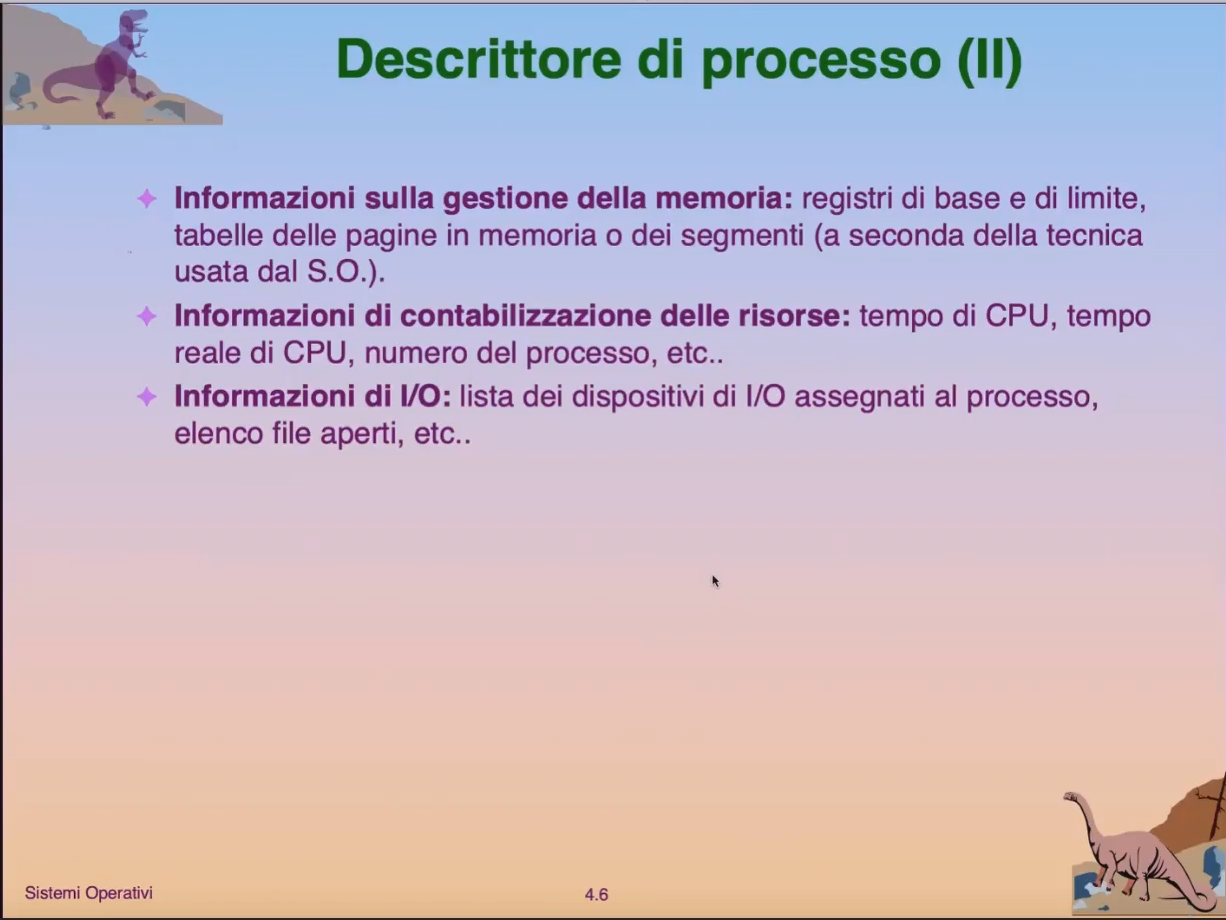 Descrittore di processo (II)
Informazioni sulla gestione della memoria: registri di base e di limite,
tabelle delle pagine in memoria o dei segmenti (a seconda della tecnica
usata dal S.O.).
Informazioni di contabilizzazione delle risorse: tempo di CPU, tempo
reale di CPU, numero del processo, etc..
Informazioni di I/O: lista dei dispositivi di I/O assegnati al processo,
elenco file aperti, etc..
Sistemi Operativi
4.6